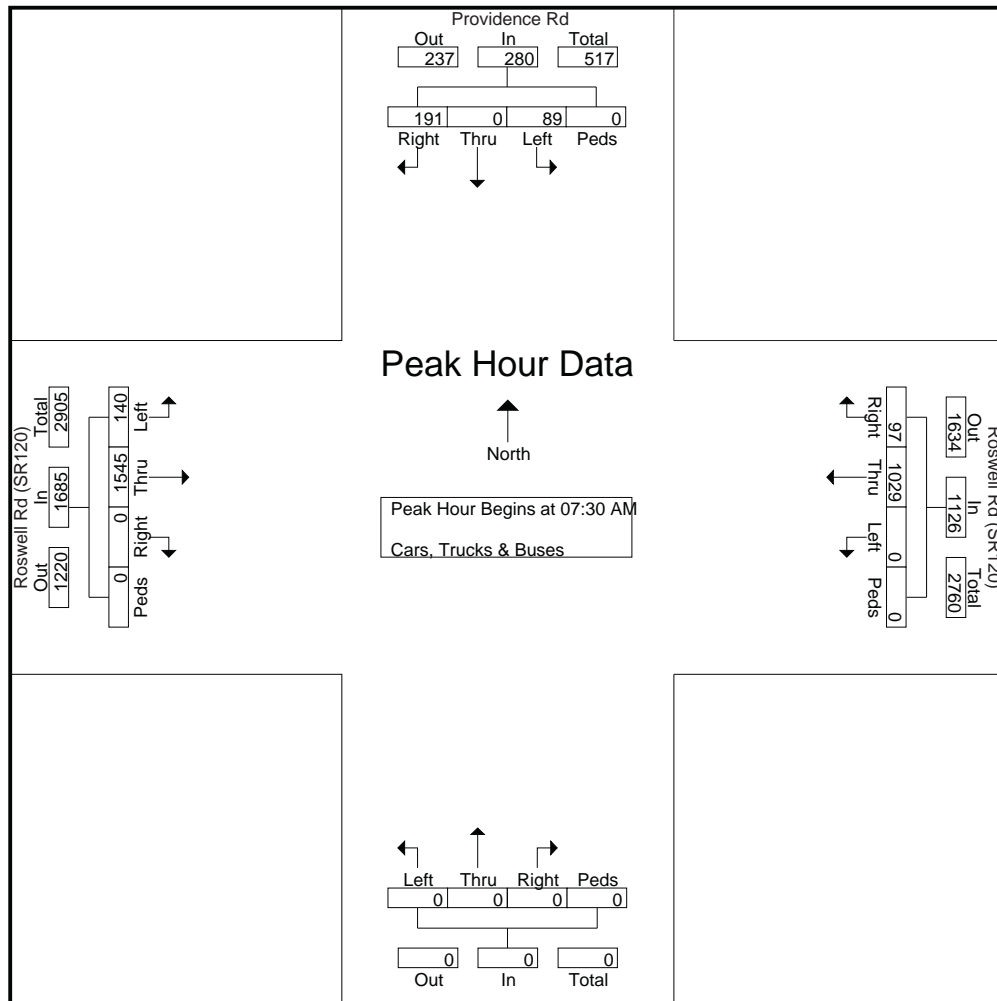 Providence Rd
Out In Total
237 280 517
191 0 89 0
Right Thru Left Peds
Peak Hour Data
North
Peak Hour Begins at 07:30 AM
Cars, Trucks & Buses
Roswell Rd (SR120)
Out In Total
1220 1685 2905
140 1545 0 0
Left Thru Right Peds
Roswell Rd (SR120)
Out In Total
1634 1126 2760
97 1029 0 0
Right Thru Left Peds
Left Thru Right Peds
0 0 0 0
0 0 0
Out In Total